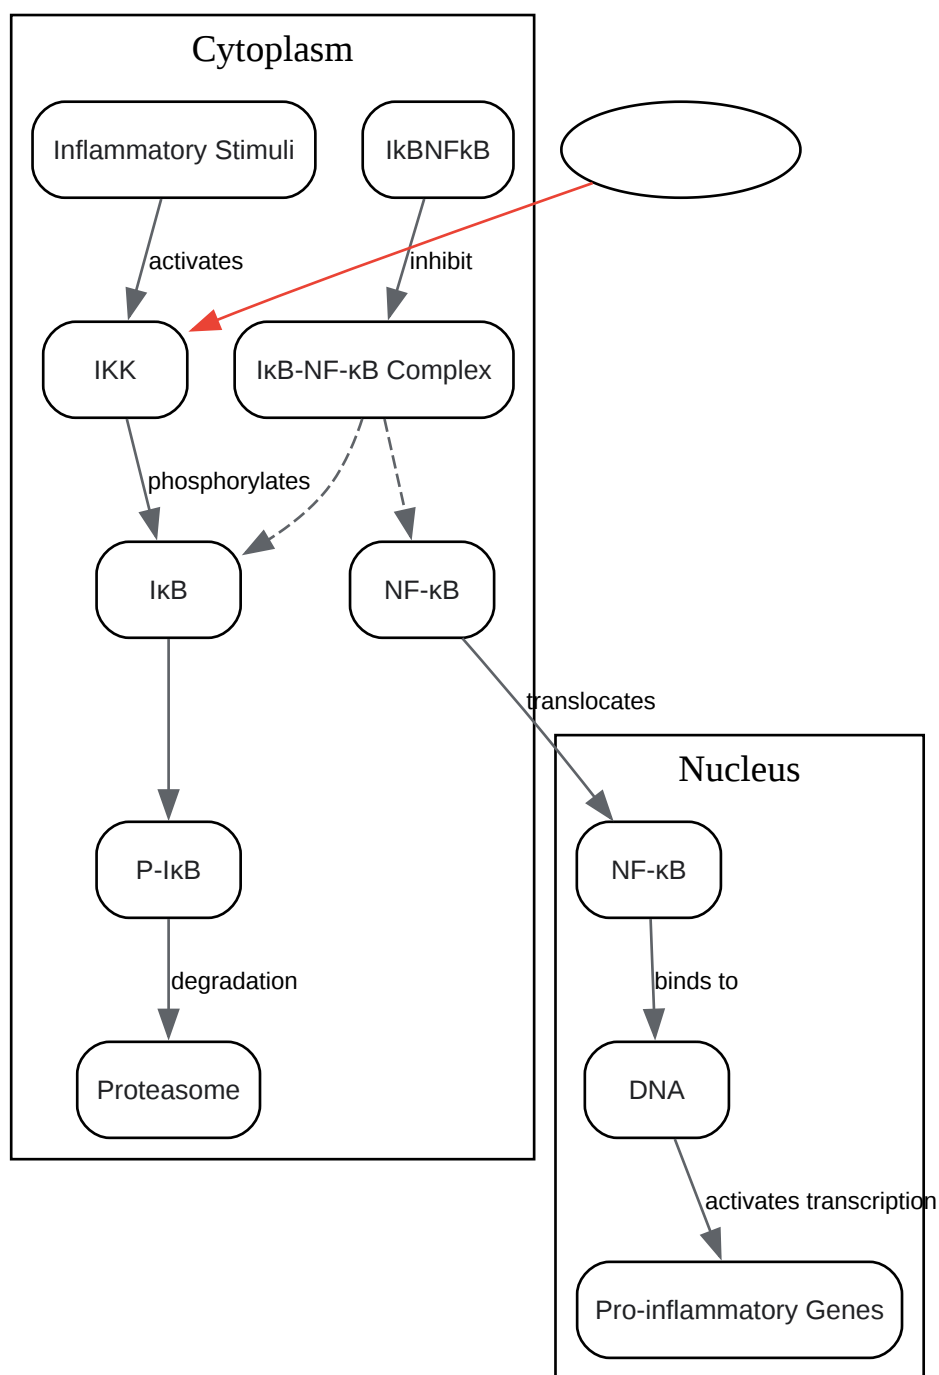 Cytoplasm
Inflammatory Stimuli
IkBNFkB
activates
inhibit
IKK
IκB-NF-κB Complex
phosphorylates
IκB
NF-κB
translocates
Nucleus
P-IκB
NF-κB
degradation
binds to
Proteasome
DNA
activates transcription
Pro-inflammatory Genes